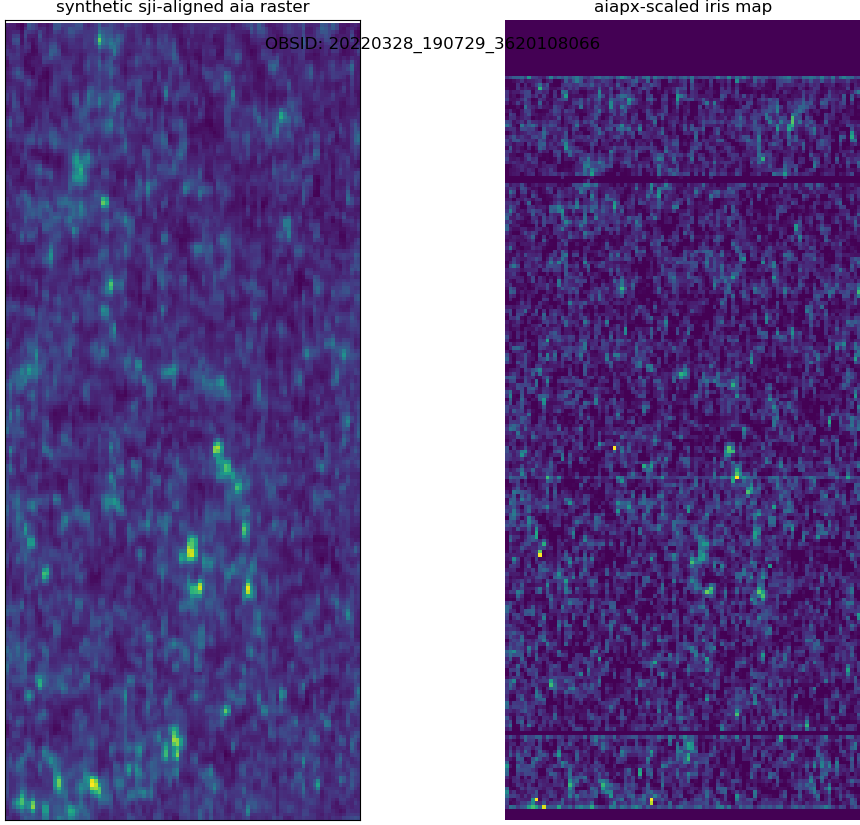 synthetic sji-aligned aia raster
aiapx-scaled iris map
OBSID: 20220328_190729_3620108066